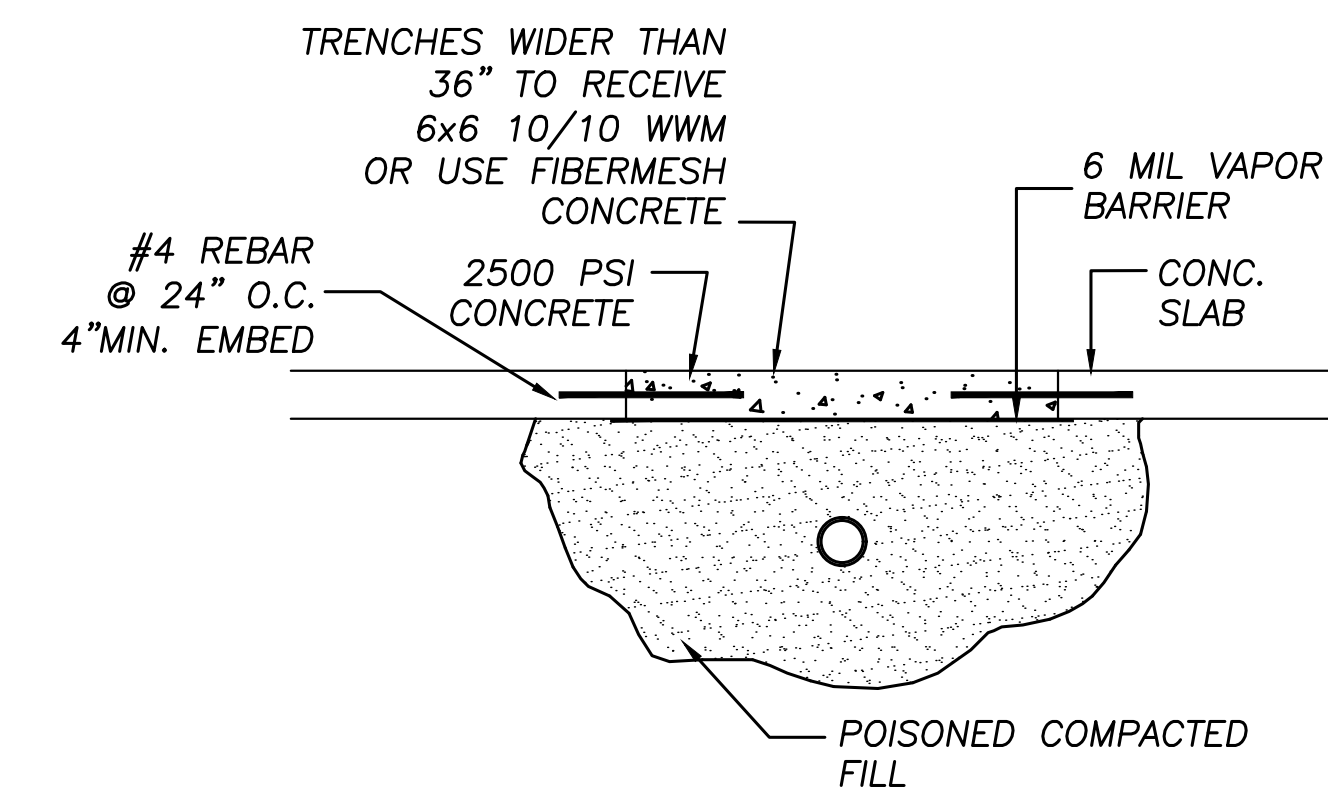 TRENCHES WIDER THAN
36” TO RECEIVE
6x6 10/10 WWM
OR USE FIBERMESH
CONCRETE
6 MIL VAPOR
BARRIER
#4 REBAR
@ 24” O.C.
4”MIN. EMBED
2500 PSI
CONCRETE
CONC.
SLAB
POISONED COMPACTED
FILL